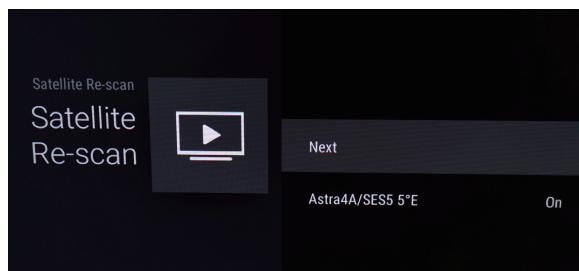 Satellite Re-scan
Satellite
Re-scan
Next
Astra4A/SES5 5°E On